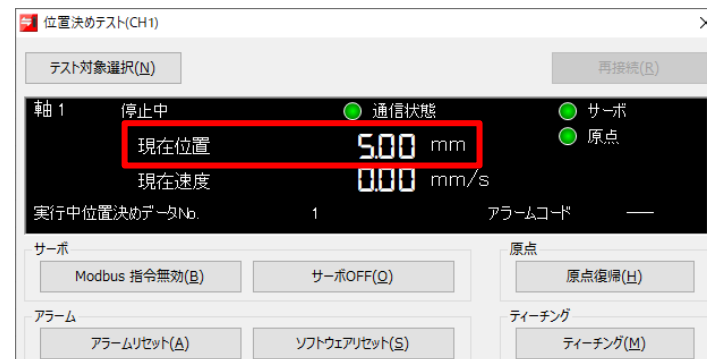 位置決めテスト(CH1)
テスト対象選択(N) 再接続(R)
軸 1 停止中 通信状態 サーボ
現在位置 5.00 mm 原点
現在速度 0.00 mm/s
実行中位置決めデータNo. 1 アラームコード ──
サーボ 原点
Modbus 指令無効(B) サーボOFF(O) 原点復帰(H)
アラーム ティーチング
アラームリセット(A) ソフトウェアリセット(S) ティーチング(M)